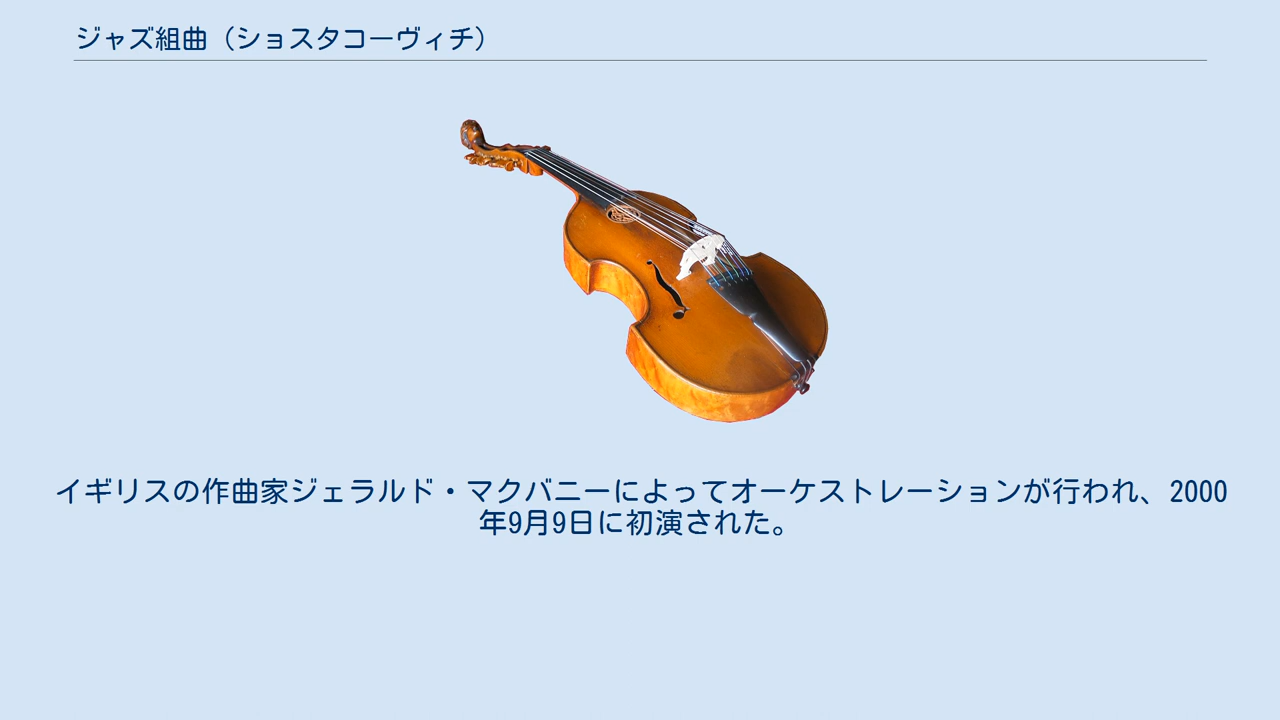 ジャズ組曲（ショスタコーヴィチ）
イギリスの作曲家ジェラルド・マクバニーによってオーケストレーションが行われ、2000
年9月9日に初演された。